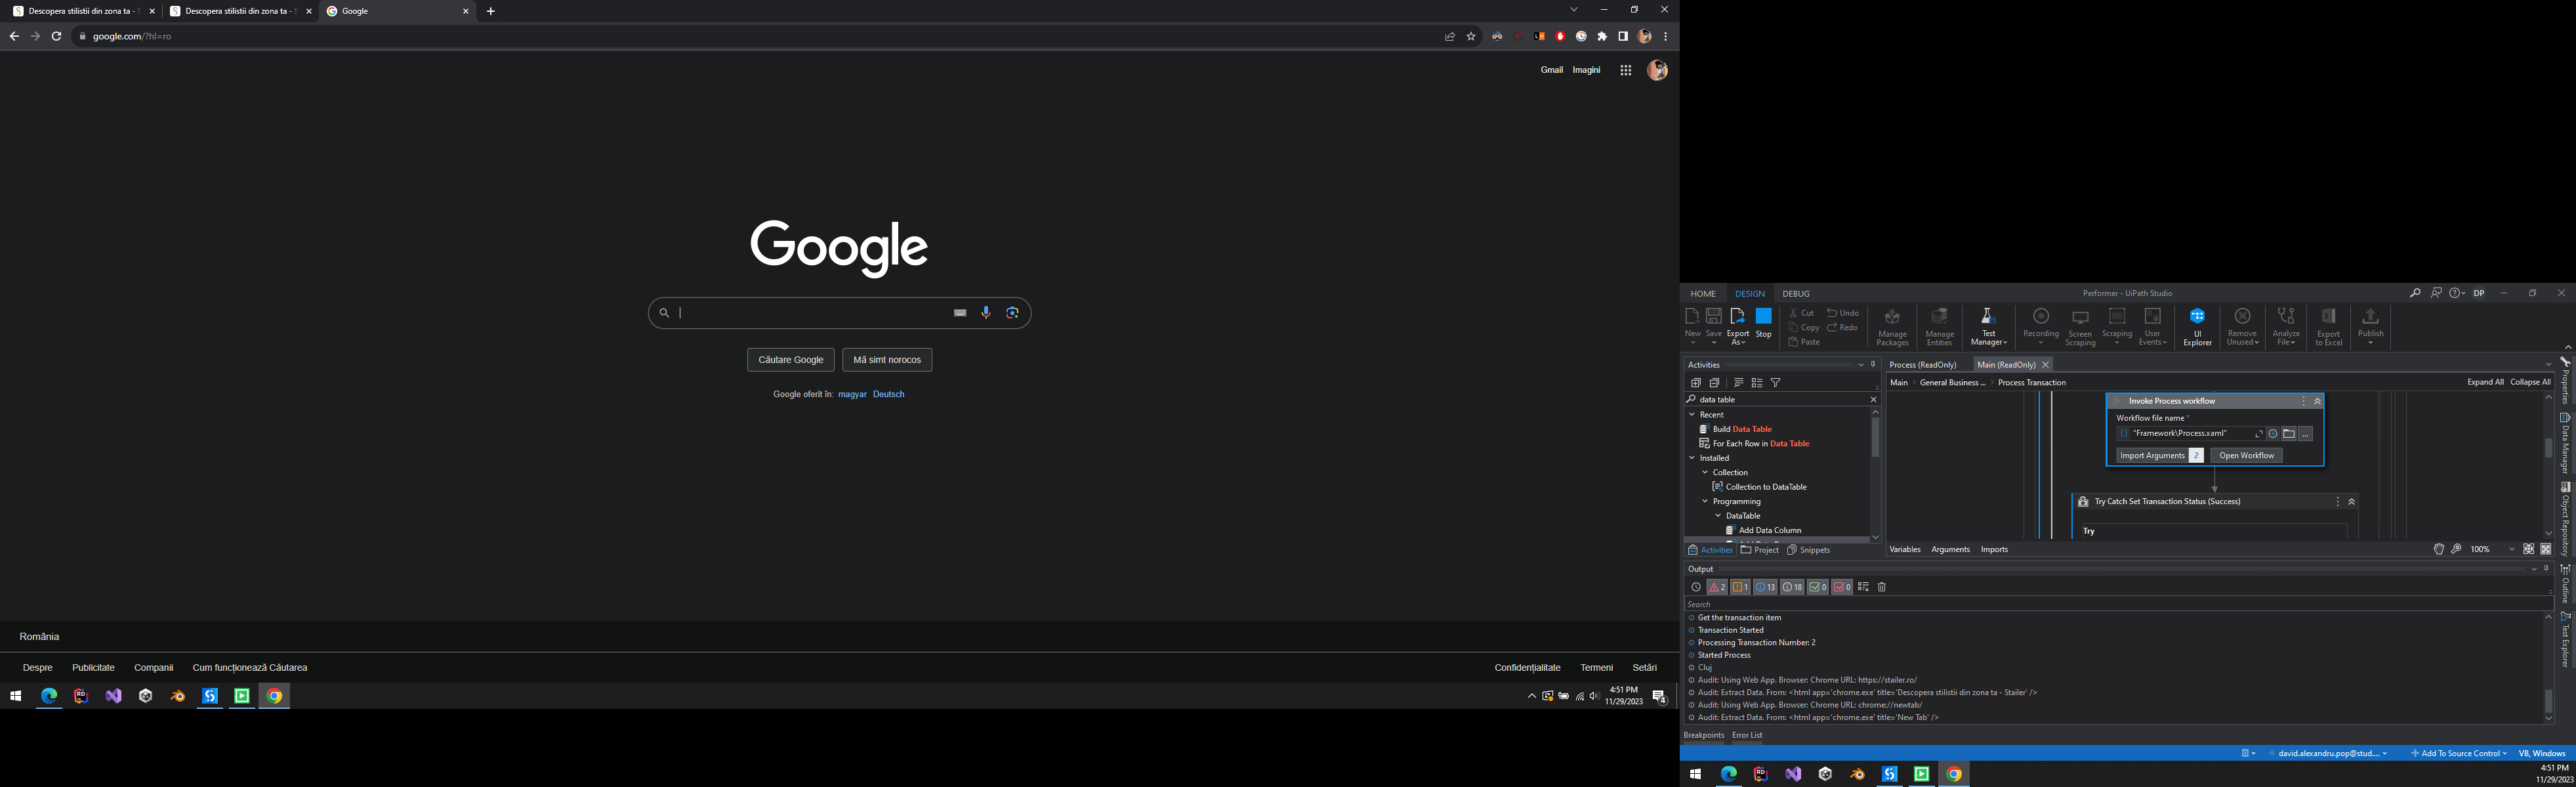 Descopera stilistii din zona ta - S
Descopera stilistii din zona ta - S
Google
google.com/?hl=ro
Gmail Imagini
Google
Căutare Google
Mă simt norocos
Google oferit în: magyar Deutsch
România
Despre Publicitate Companii Cum funcționează Căutarea
Confidențialitate Termeni Setări
4:51 PM
11/29/2023
4
HOME DESIGN DEBUG
Performer - UiPath Studio
DP
New
Save
Export As
Stop
Cut
Copy
Paste
Undo
Redo
Manage Packages
Manage Entities
Test Manager
Recording
Screen Scraping
Scraping
User Events
UI Explorer
Remove Unused
Analyze File
Export to Excel
Publish
Activities
data table
Recent
Build Data Table
For Each Row in Data Table
Installed
Collection
Collection to DataTable
Programming
DataTable
Add Data Column
Activities Project Snippets
Process (ReadOnly) Main (ReadOnly)
Main General Business ... Process Transaction
Expand All Collapse All
Invoke Process workflow
Workflow file name *
"Framework\Process.xaml"
...
Import Arguments 2 Open Workflow
Try Catch Set Transaction Status (Success)
Try
Variables Arguments Imports
100%
Properties
Data Manager
Object Repository
Outline
Test Explorer
Output
2 1 13 18 0 0
Search
Get the transaction item
Transaction Started
Processing Transaction Number: 2
Started Process
Cluj
Audit: Using Web App. Browser: Chrome URL: https://stailer.ro/
Audit: Extract Data. From: <html app='chrome.exe' title='Descopera stilistii din zona ta - Stailer' />
Audit: Using Web App. Browser: Chrome URL: chrome://newtab/
Audit: Extract Data. From: <html app='chrome.exe' title='New Tab' />
Breakpoints Error List
david.alexandru.pop@stud....
Add To Source Control
VB, Windows
4:51 PM
11/29/2023